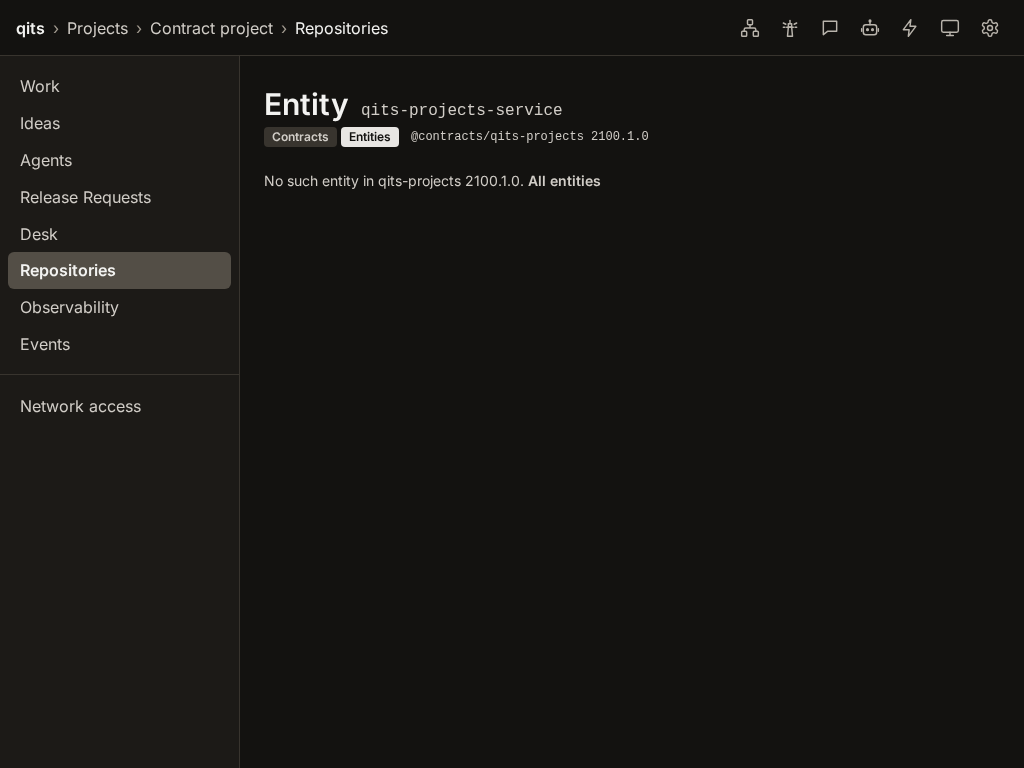 qits › Projects › Contract project › Repositories
Work
Ideas
Agents
Release Requests
Desk
Repositories
Observability
Events
Network access
Entity qits-projects-service
Contracts Entities @contracts/qits-projects 2100.1.0
No such entity in qits-projects 2100.1.0. All entities